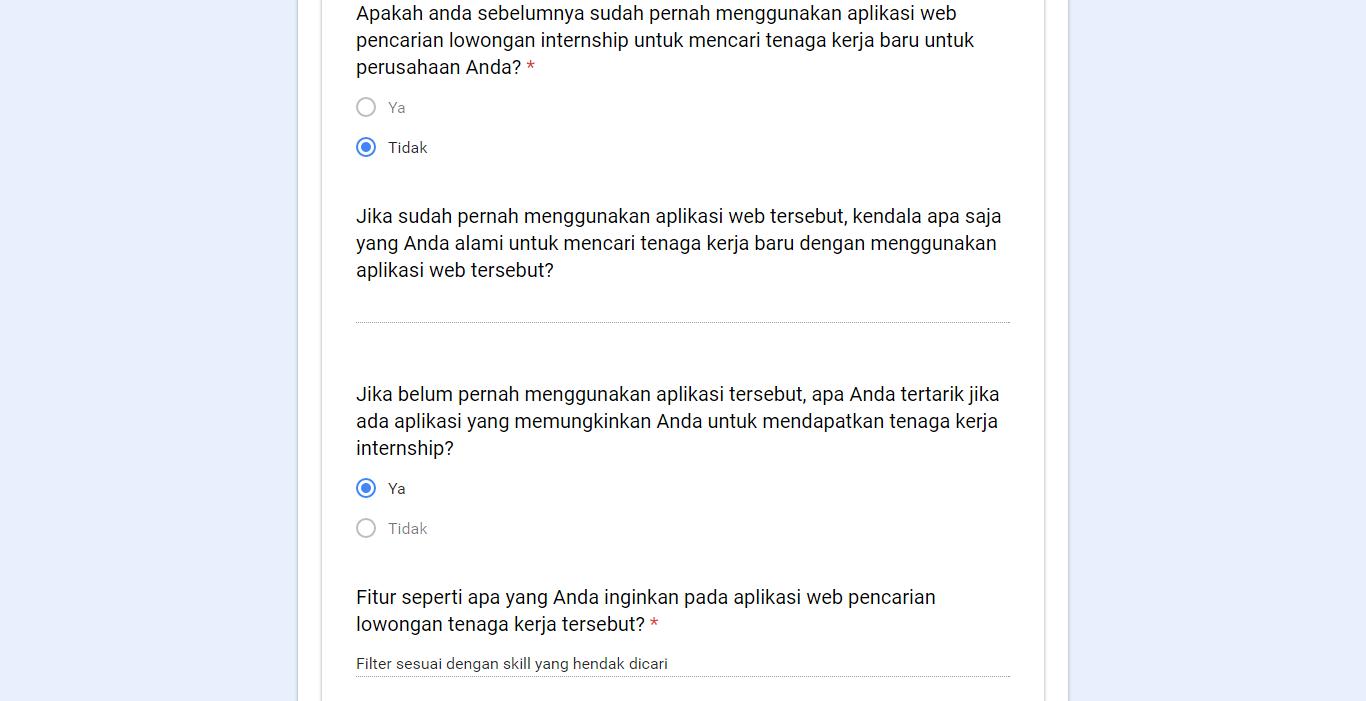 Apakah anda sebelumnya sudah pernah menggunakan aplikasi web
pencarian lowongan internship untuk mencari tenaga kerja baru untuk
perusahaan Anda? *
Ya
Tidak
Jika sudah pernah menggunakan aplikasi web tersebut, kendala apa saja
yang Anda alami untuk mencari tenaga kerja baru dengan menggunakan
aplikasi web tersebut?
Jika belum pernah menggunakan aplikasi tersebut, apa Anda tertarik jika
ada aplikasi yang memungkinkan Anda untuk mendapatkan tenaga kerja
internship?
Ya
Tidak
Fitur seperti apa yang Anda inginkan pada aplikasi web pencarian
lowongan tenaga kerja tersebut? *
Filter sesuai dengan skill yang hendak dicari